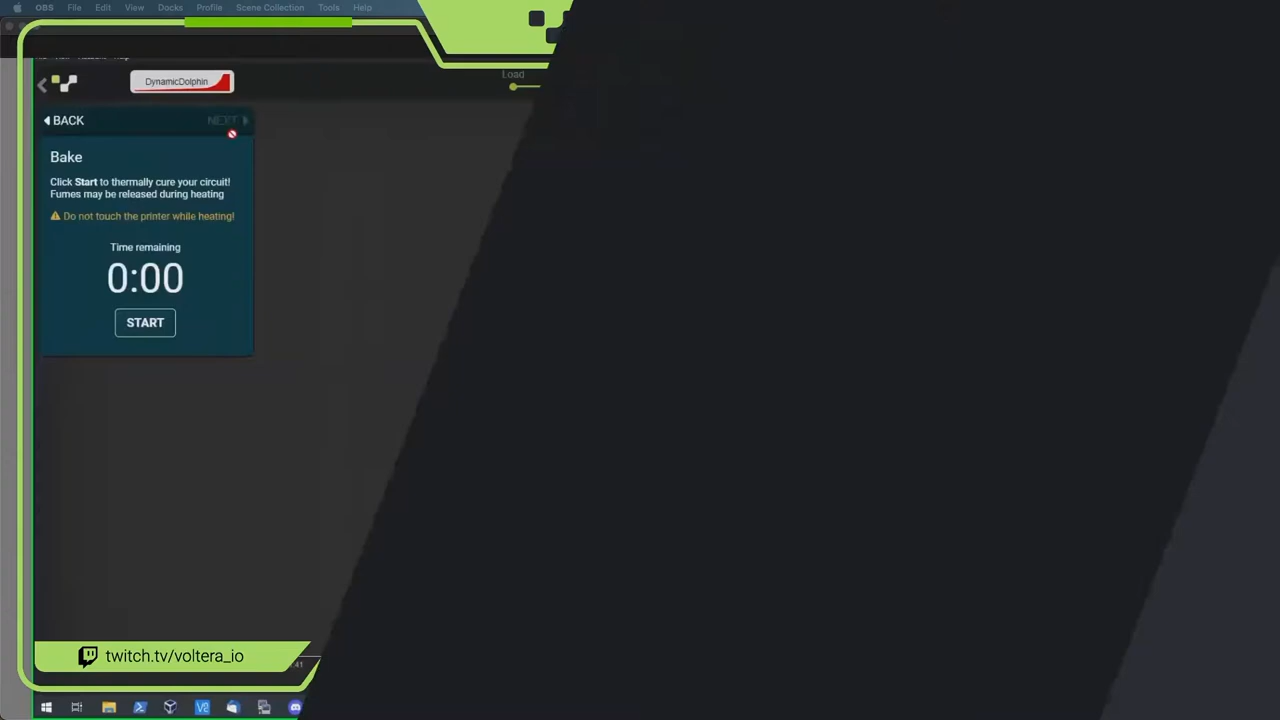 OBS File Edit View Docks Profile Scene Collection Tools Help
DynamicDolphin
Load
BACK NEXT
Bake
Click Start to thermally cure your circuit!
Fumes may be released during heating
Do not touch the printer while heating!
Time remaining
0:00
START
twitch.tv/voltera_io